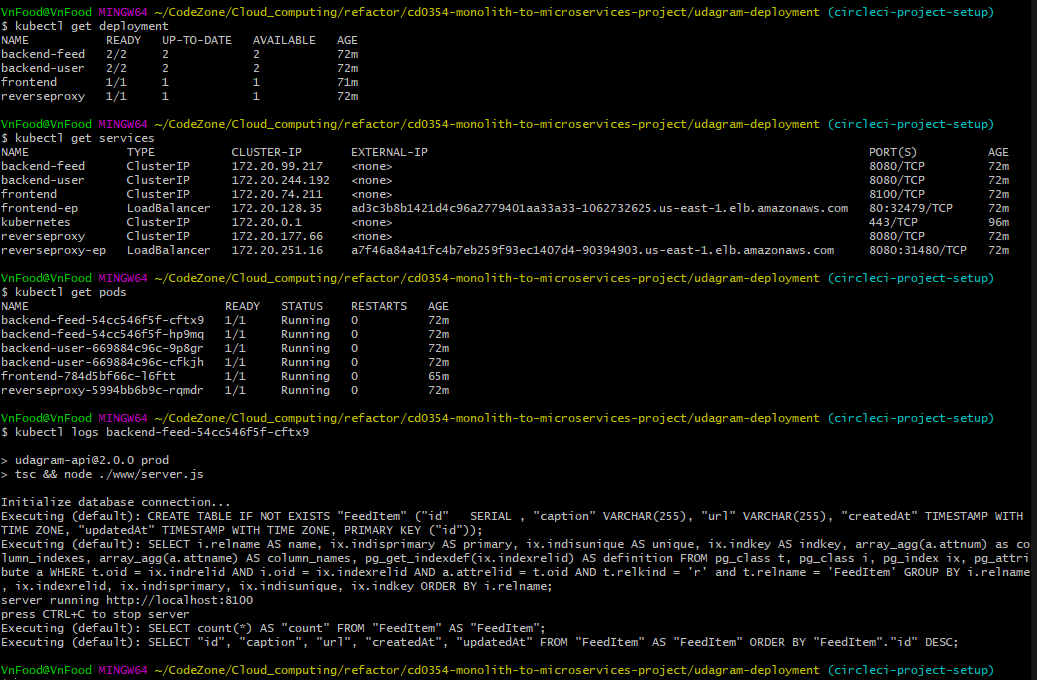 VnFood@VnFood MINGW64 ~/CodeZone/Cloud_computing/refactor/cd0354-monolith-to-microservices-project/udagram-deployment (circleci-project-setup)
$ kubectl get deployment
NAME READY UP-TO-DATE AVAILABLE AGE
backend-feed 2/2 2 2 72m
backend-user 2/2 2 2 72m
frontend 1/1 1 1 71m
reverseproxy 1/1 1 1 72m
VnFood@VnFood MINGW64 ~/CodeZone/Cloud_computing/refactor/cd0354-monolith-to-microservices-project/udagram-deployment (circleci-project-setup)
$ kubectl get services
NAME TYPE CLUSTER-IP EXTERNAL-IP PORT(S) AGE
backend-feed ClusterIP 172.20.99.217 <none> 8080/TCP 72m
backend-user ClusterIP 172.20.244.192 <none> 8080/TCP 72m
frontend ClusterIP 172.20.74.211 <none> 8100/TCP 72m
frontend-ep LoadBalancer 172.20.128.35 ad3c3b8b1421d4c96a2779401aa33a33-1062732625.us-east-1.elb.amazonaws.com 80:32479/TCP 72m
kubernetes ClusterIP 172.20.0.1 <none> 443/TCP 96m
reverseproxy ClusterIP 172.20.177.66 <none> 8080/TCP 72m
reverseproxy-ep LoadBalancer 172.20.251.16 a7f46a84a41fc4b7eb259f93ec1407d4-90394903.us-east-1.elb.amazonaws.com 8080:31480/TCP 72m
VnFood@VnFood MINGW64 ~/CodeZone/Cloud_computing/refactor/cd0354-monolith-to-microservices-project/udagram-deployment (circleci-project-setup)
$ kubectl get pods
NAME READY STATUS RESTARTS AGE
backend-feed-54cc546f5f-cftx9 1/1 Running 0 72m
backend-feed-54cc546f5f-hp9mq 1/1 Running 0 72m
backend-user-669884c96c-9p8gr 1/1 Running 0 72m
backend-user-669884c96c-cfkjh 1/1 Running 0 72m
frontend-784d5bf66c-l6ftt 1/1 Running 0 65m
reverseproxy-5994bb6b9c-rqmdr 1/1 Running 0 72m
VnFood@VnFood MINGW64 ~/CodeZone/Cloud_computing/refactor/cd0354-monolith-to-microservices-project/udagram-deployment (circleci-project-setup)
$ kubectl logs backend-feed-54cc546f5f-cftx9
> udagram-api@2.0.0 prod
> tsc && node ./www/server.js
Initialize database connection...
Executing (default): CREATE TABLE IF NOT EXISTS "FeedItem" ("id" SERIAL , "caption" VARCHAR(255), "url" VARCHAR(255), "createdAt" TIMESTAMP WITH
TIME ZONE, "updatedAt" TIMESTAMP WITH TIME ZONE, PRIMARY KEY ("id"));
Executing (default): SELECT i.relname AS name, ix.indisprimary AS primary, ix.indisunique AS unique, ix.indkey AS indkey, array_agg(a.attnum) as co
lumn_indexes, array_agg(a.attname) AS column_names, pg_get_indexdef(ix.indexrelid) AS definition FROM pg_class t, pg_class i, pg_index ix, pg_attri
bute a WHERE t.oid = ix.indrelid AND i.oid = ix.indexrelid AND a.attrelid = t.oid AND t.relkind = 'r' and t.relname = 'FeedItem' GROUP BY i.relname
, ix.indexrelid, ix.indisprimary, ix.indisunique, ix.indkey ORDER BY i.relname;
server running http://localhost:8100
press CTRL+C to stop server
Executing (default): SELECT count(*) AS "count" FROM "FeedItem" AS "FeedItem";
Executing (default): SELECT "id", "caption", "url", "createdAt", "updatedAt" FROM "FeedItem" AS "FeedItem" ORDER BY "FeedItem"."id" DESC;
VnFood@VnFood MINGW64 ~/CodeZone/Cloud_computing/refactor/cd0354-monolith-to-microservices-project/udagram-deployment (circleci-project-setup)